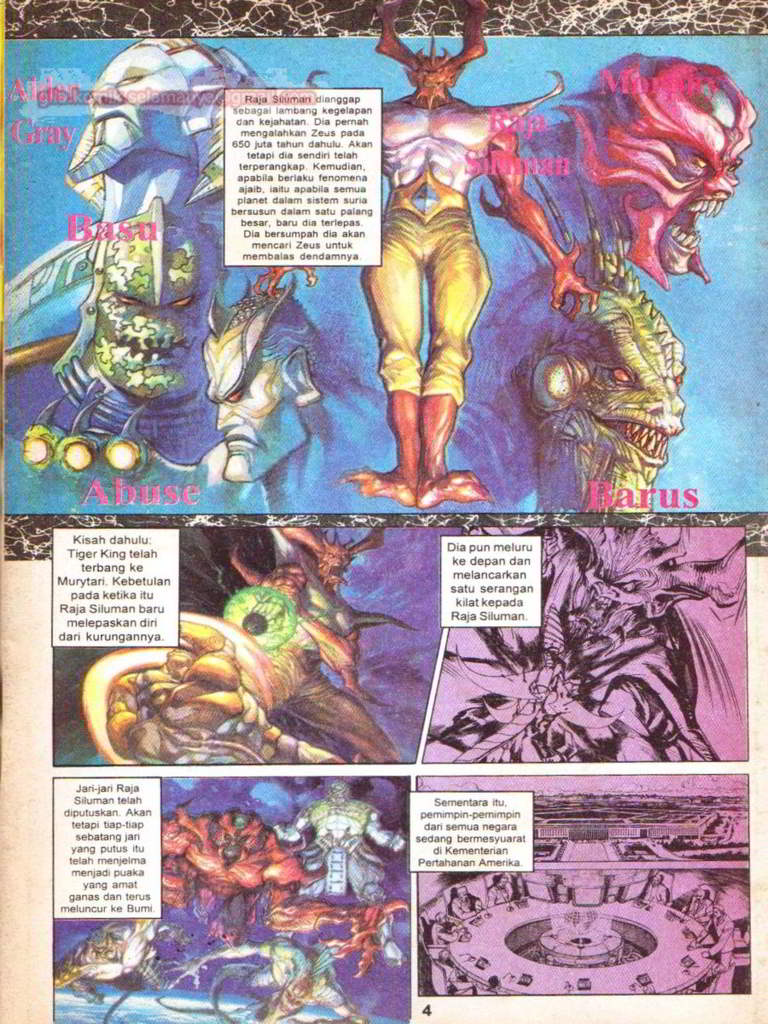 Alder
Gray
Raja Siluman dianggap
sebagai lambang kegelapan
dan kejahatan. Dia pernah
mengalahkan Zeus pada
650 juta tahun dahulu. Akan
tetapi dia sendiri telah
terperangkap. Kemudian,
apabila berlaku fenomena
ajaib, iaitu apabila semua
planet dalam sistem suria
bersusun dalam satu palang
besar, baru dia terlepas.
Dia bersumpah dia akan
mencari Zeus untuk
membalas dendamnya.
Raja
Siluman
Murphy
Basu
Abuse
Barus
Kisah dahulu:
Tiger King telah
terbang ke
Murytari. Kebetulan
pada ketika itu
Raja Siluman baru
melepaskan diri
dari kurungannya.
Dia pun meluru
ke depan dan
melancarkan
satu serangan
kilat kepada
Raja Siluman.
Jari-jari Raja
Siluman telah
diputuskan. Akan
tetapi tiap-tiap
sebatang jari
yang putus itu
telah menjelma
menjadi puaka
yang amat
ganas dan terus
meluncur ke Bumi.
Sementara itu,
pemimpin-pemimpin
dari semua negara
sedang bermesyuarat
di Kementerian
Pertahanan Amerika.
4